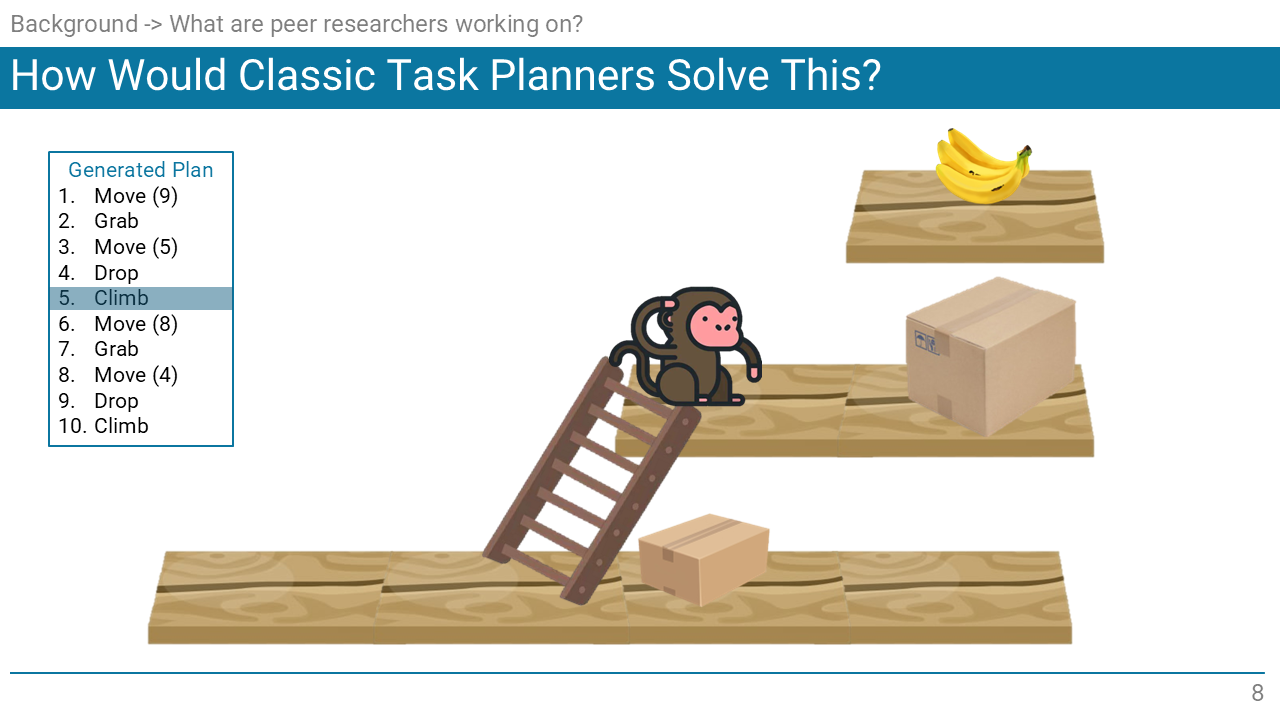 Background -> What are peer researchers working on?
How Would Classic Task Planners Solve This?
Generated Plan
1. Move (9)
2. Grab
3. Move (5)
4. Drop
5. Climb
6. Move (8)
7. Grab
8. Move (4)
9. Drop
10. Climb
8